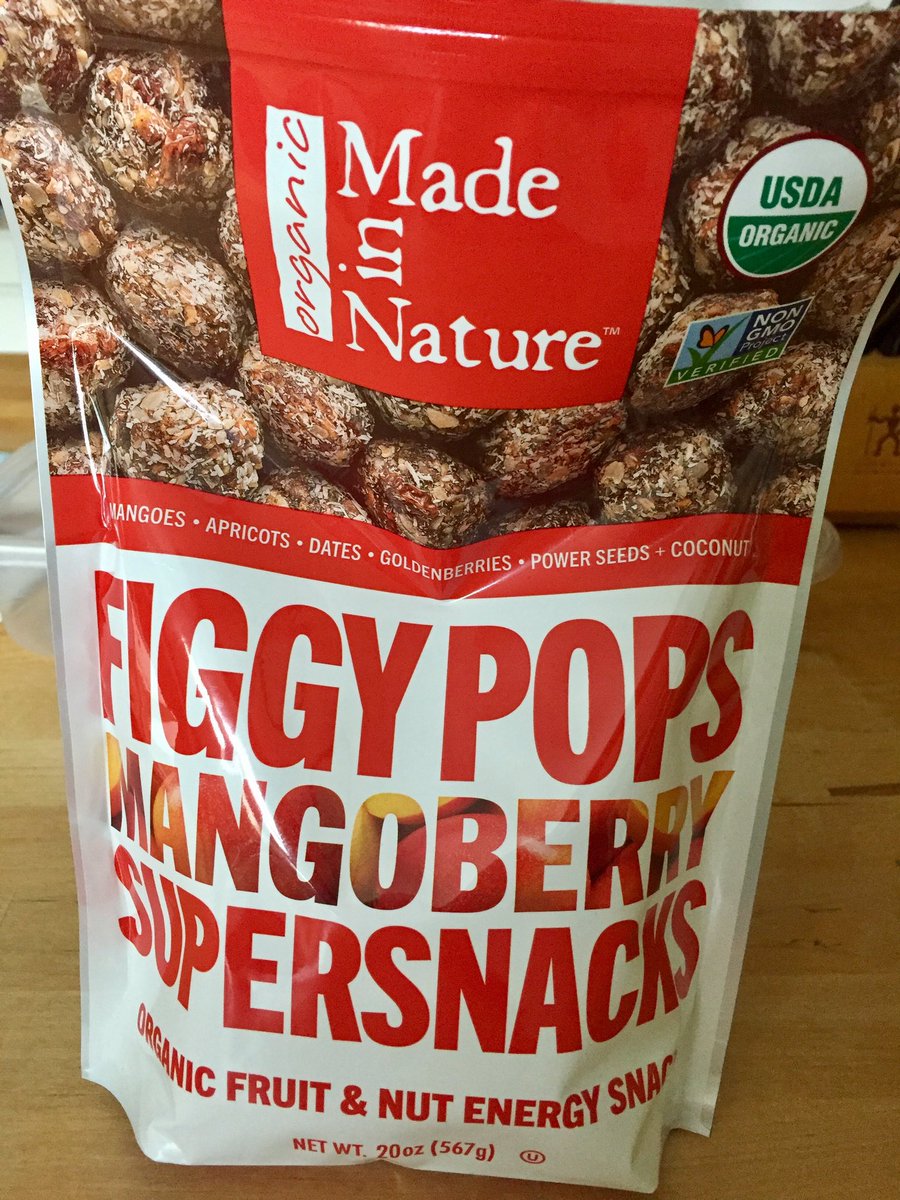 organic
Made
in
Nature™
USDA
ORGANIC
NON
GMO
Project
VERIFIED
MANGOES • APRICOTS • DATES • GOLDENBERRIES • POWER SEEDS + COCONUT
FIGGY POPS
MANGOBERRY
SUPERSNACKS
ORGANIC FRUIT & NUT ENERGY SNAC
NET WT. 20oz (567g) U